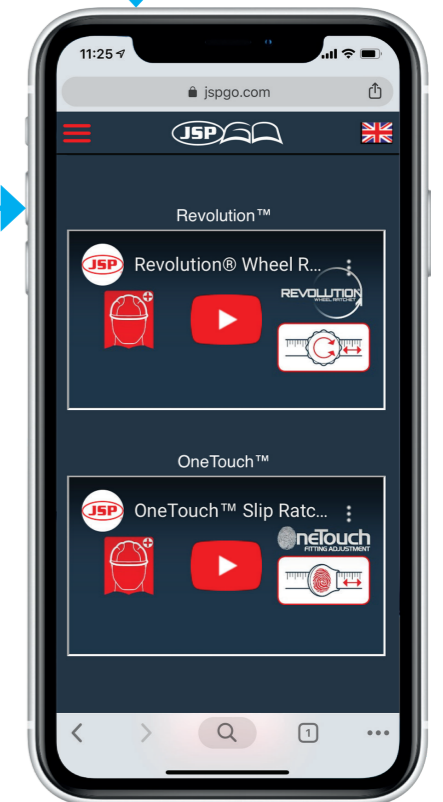 11:25
jspgo.com
JSP
Revolution™
JSP
Revolution® Wheel R...
REVOLUTION
WHEEL RATCHET
OneTouch™
JSP
OneTouch™ Slip Ratc...
OneTouch
FITTING ADJUSTMENT
1